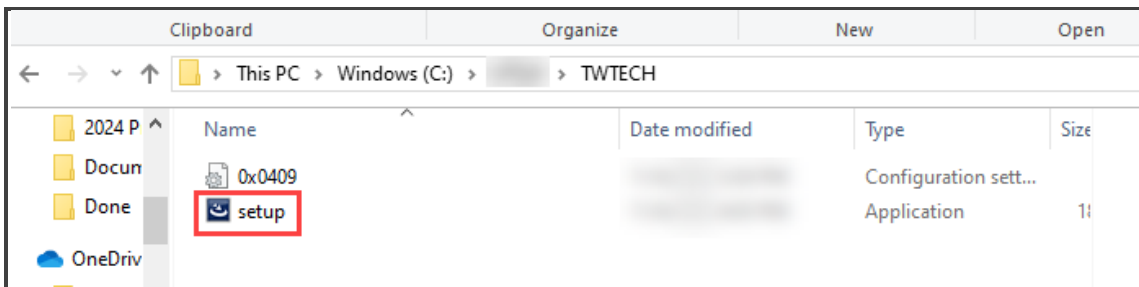 Clipboard Organize New Open
This PC > Windows (C:) > > TWTECH
Name Date modified Type Size
2024 P
Docum
Done
OneDriv
0x0409 Configuration sett...
setup Application 18